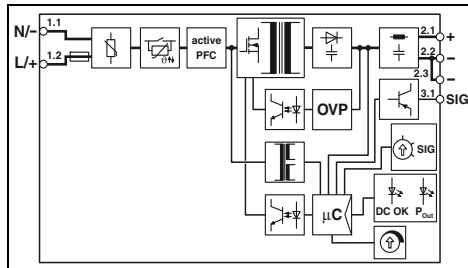 N/- 1.1
L/+ 1.2
active
PFC
2.1 +
2.2 -
2.3 -
3.1 SIG
ϑ
OVP
SIG
µC
DC OK P Out